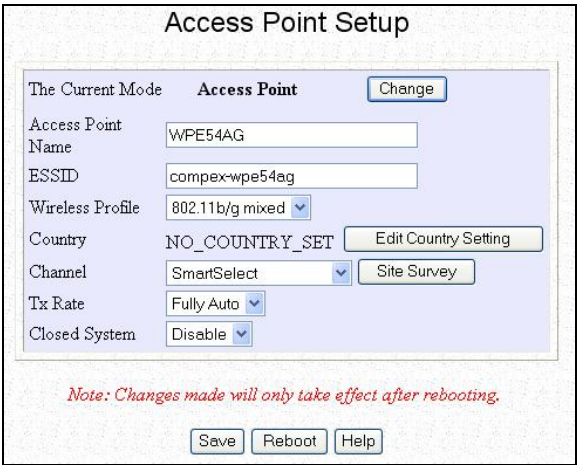 Access Point Setup
The Current Mode Access Point Change
Access Point
Name WPE54AG
ESSID compex-wpe54ag
Wireless Profile 802.11b/g mixed
Country NO_COUNTRY_SET Edit Country Setting
Channel SmartSelect Site Survey
Tx Rate Fully Auto
Closed System Disable
Note: Changes made will only take effect after rebooting.
Save Reboot Help